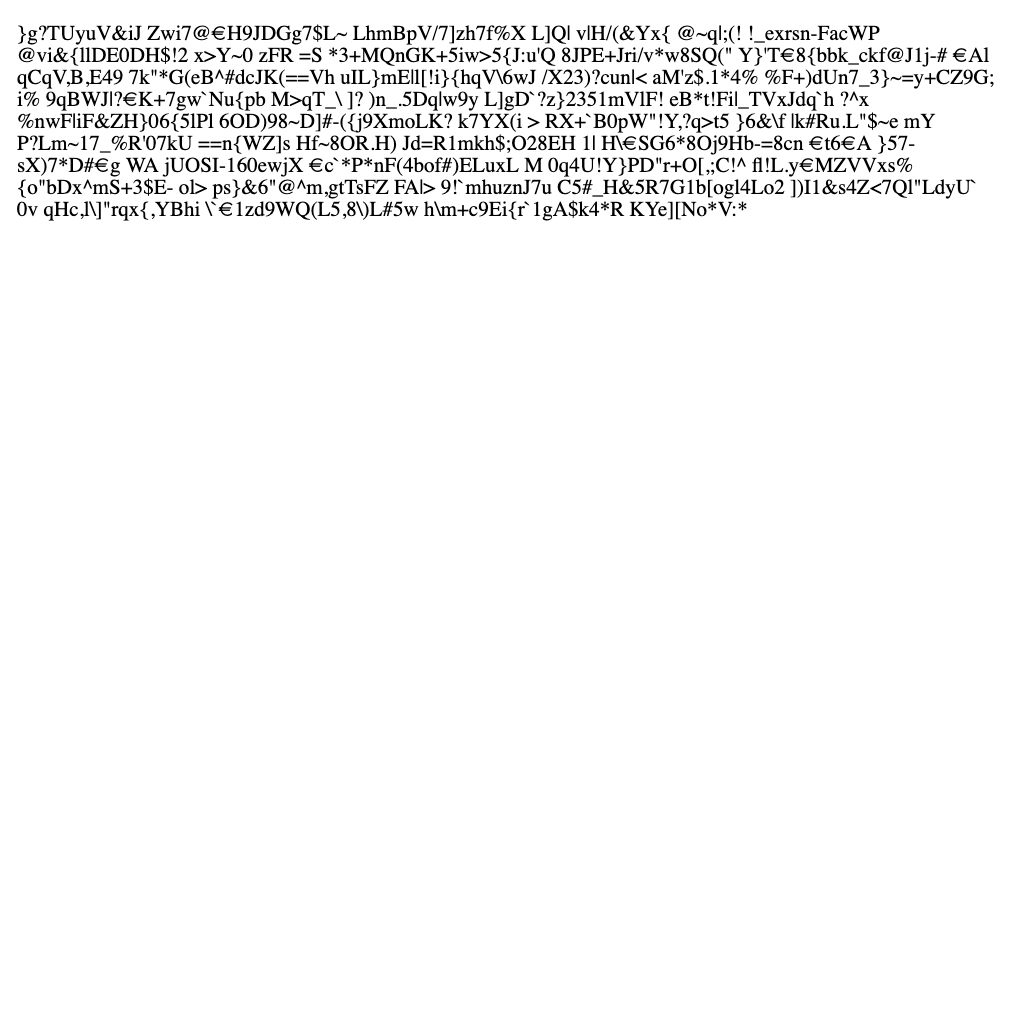 }g?TUyuV&iJ Zwi7@€H9JDGg7$L~ LhmBpV/7]zh7f%X L]Q| v|H/(&Yx{ @~q|;(! !_exrsn-FacWP
@vi&{llDE0DH$!2 x>Y~0 zFR =S *3+MQnGK+5iw>5{J:u'Q 8JPE+Jri/v*w8SQ(" Y}'T€8{bbk_ckf@J1j-# €Al
qCqV,B,E49 7k"*G(eB^#dcJK(==Vh uIL}mE|l[!i}{hqV\6wJ /X23)?cun|< aM'z$.1*4% %F+)dUn7_3}~=y+CZ9G;
i% 9qBWJ|?€K+7gw`Nu{pb M>qT_\ ]? )n_.5Dq|w9y L]gD`?z}2351mVlF! eB*t!Fi|_TVxJdq`h ?^x
%nwF|iF&ZH}06{5lPl 6OD)98~D]#-({j9XmoLK? k7YX(i > RX+`B0pW"!Y,?q>t5 }6&\f |k#Ru.L"$~e mY
P?Lm~17_%R'07kU ==n{WZ]s Hf~8OR.H) Jd=R1mkh$;O28EH 1| H\€SG6*8Oj9Hb-=8cn €t6€A }57-
sX)7*D#€g WA jUOSI-160ewjX €c`*P*nF(4bof#)ELuxL M 0q4U!Y}PD"r+O[,;C!^ fl!L.y€MZVVxs%
{o"bDx^mS+3$E- ol> ps}&6"@^m,gtTsFZ FA|> 9!`mhuznJ7u C5#_H&5R7G1b[ogl4Lo2 ])I1&s4Z<7Ql"LdyU`
0v qHc,l\]"rqx{,YBhi \`€1zd9WQ(L5,8\)L#5w h\m+c9Ei{r`1gA$k4*R KYe][No*V:*